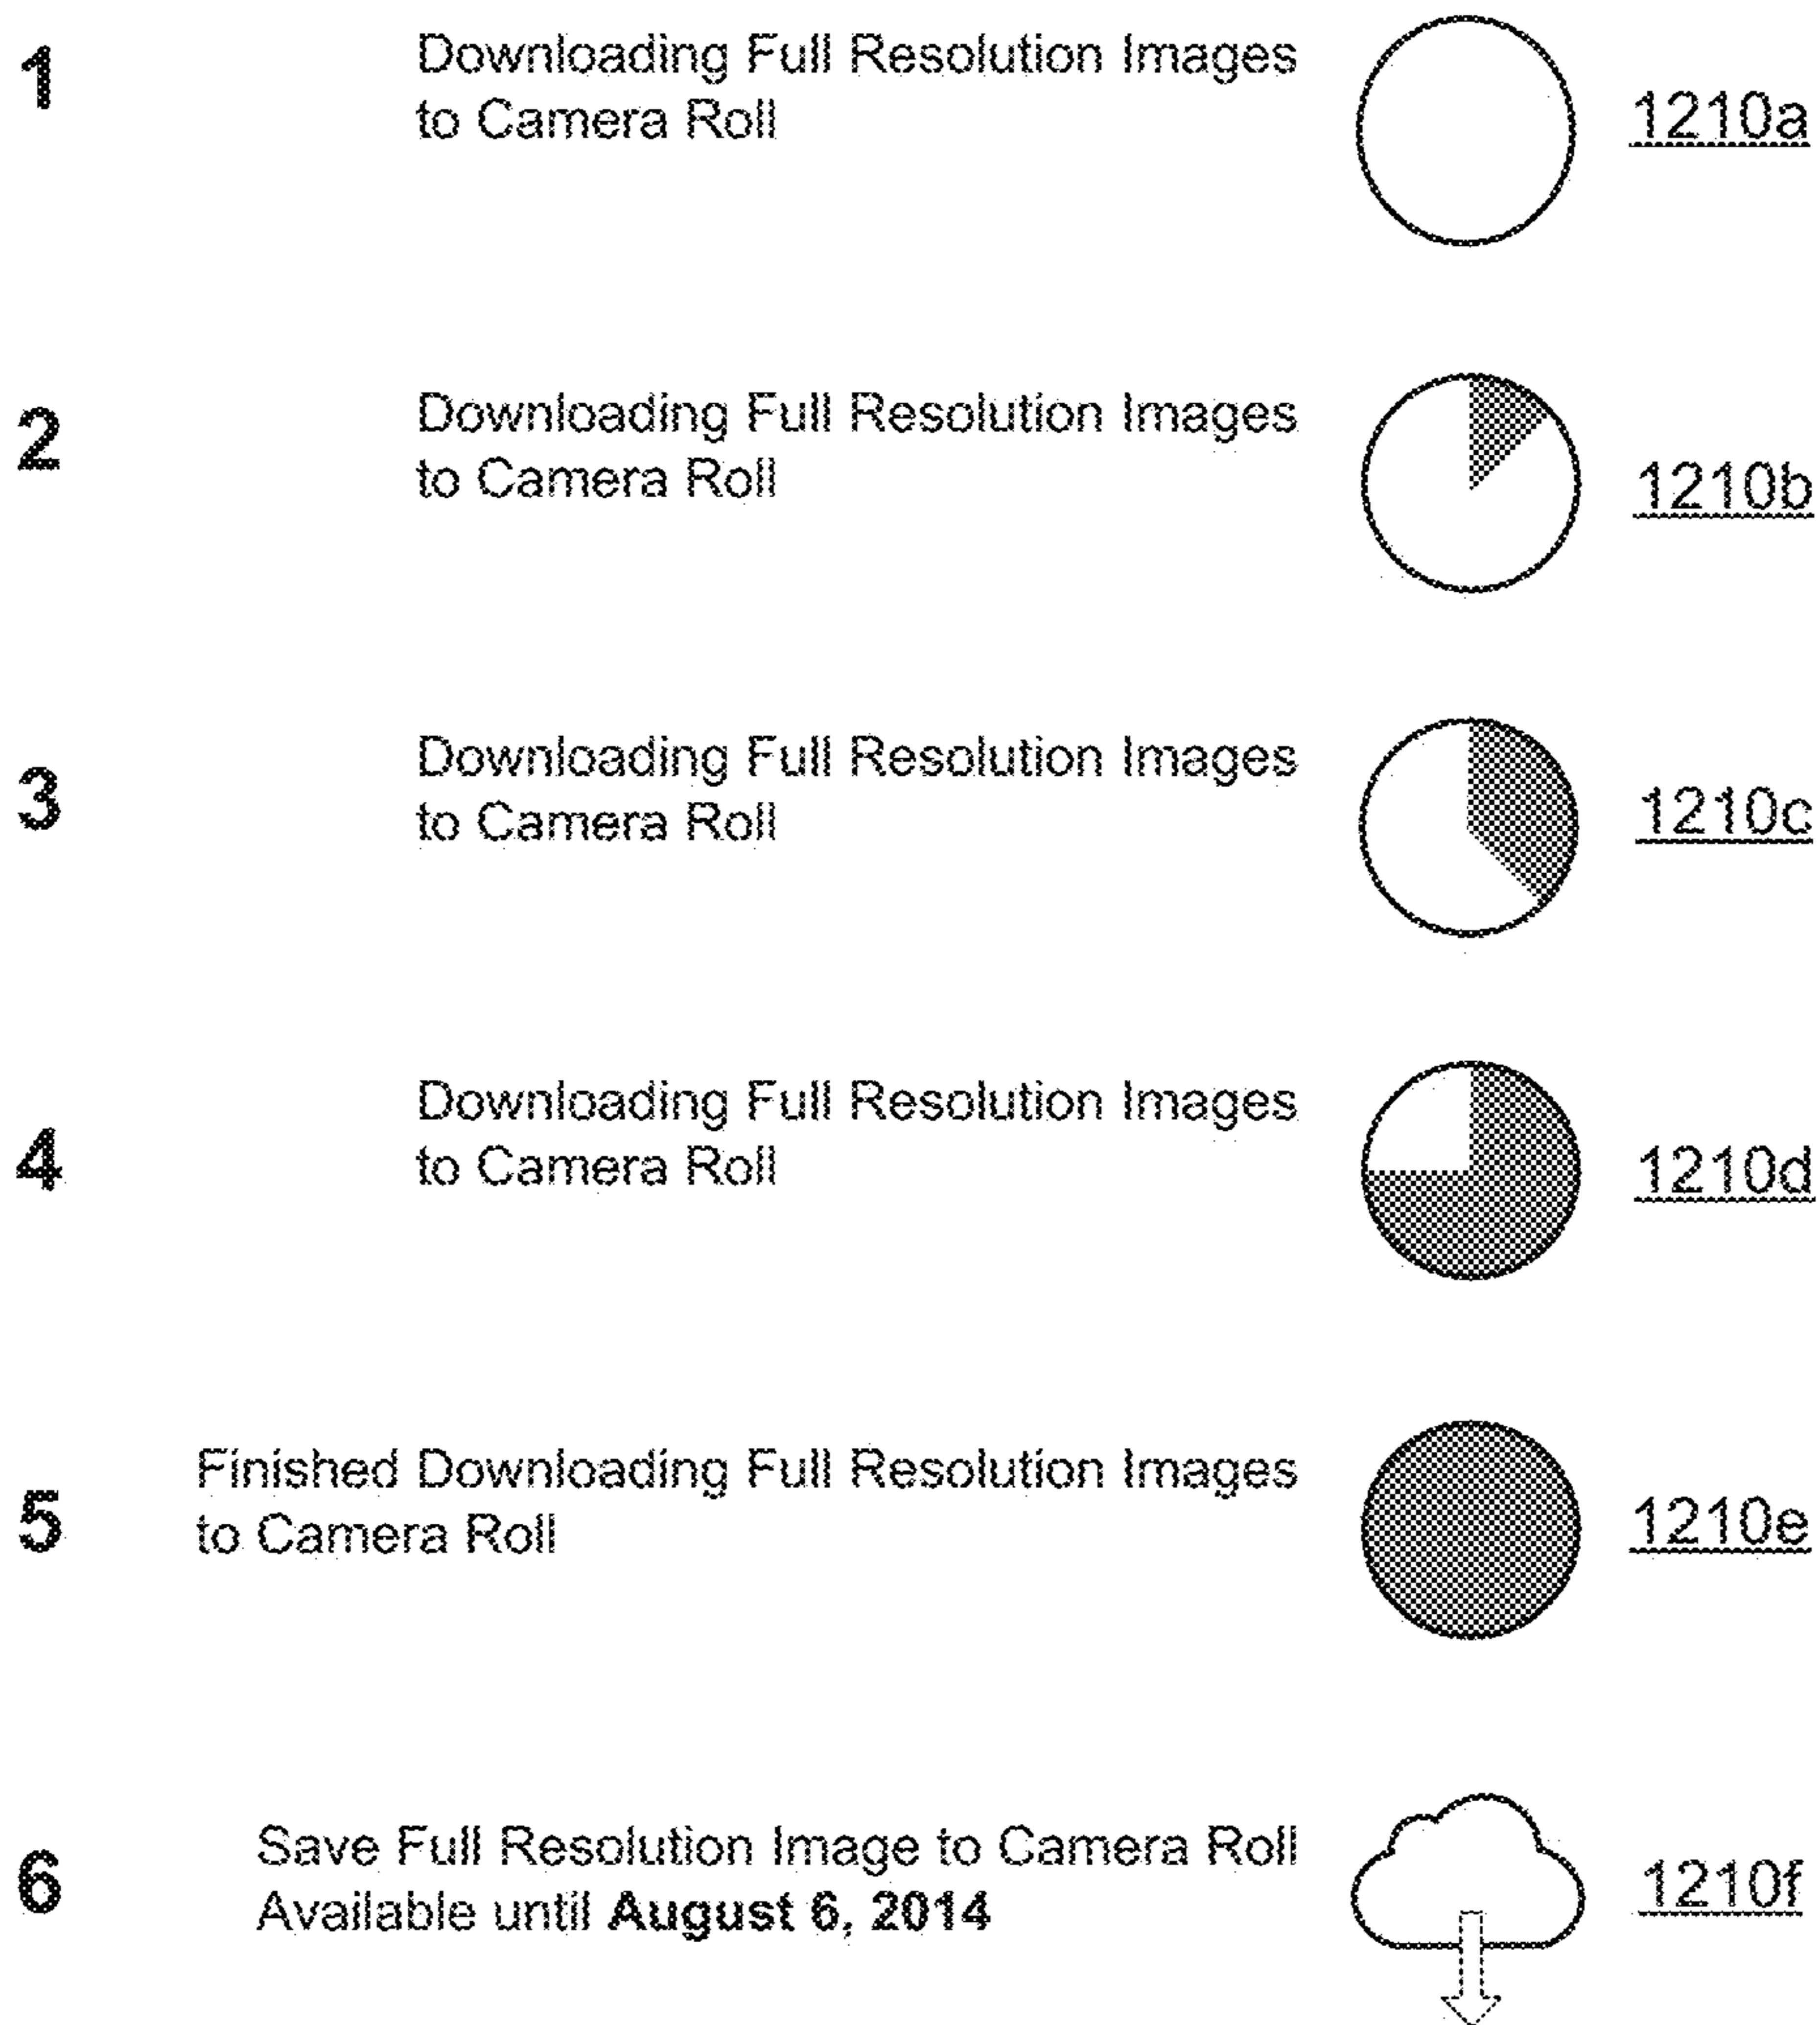 1
Downloading Full Resolution Images
to Camera Roll
1210a
2
Downloading Full Resolution Images
to Camera Roll
1210b
3
Downloading Full Resolution Images
to Camera Roll
1210c
4
Downloading Full Resolution Images
to Camera Roll
1210d
5
Finished Downloading Full Resolution Images
to Camera Roll
1210e
6
Save Full Resolution Image to Camera Roll
Available until August 6, 2014
1210f